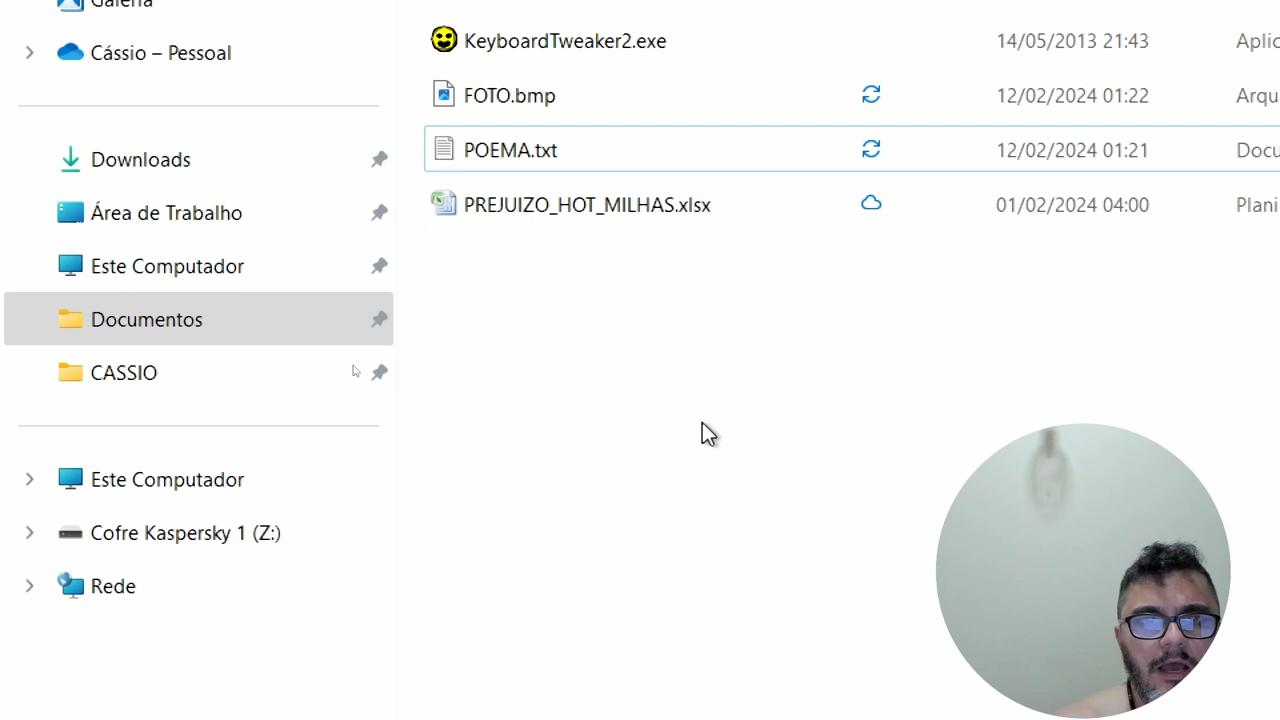 Galeria
Cássio – Pessoal
Downloads
Área de Trabalho
Este Computador
Documentos
CASSIO
Este Computador
Cofre Kaspersky 1 (Z:)
Rede
KeyboardTweaker2.exe 14/05/2013 21:43 Aplic
FOTO.bmp 12/02/2024 01:22 Arqu
POEMA.txt 12/02/2024 01:21 Docu
PREJUIZO_HOT_MILHAS.xlsx 01/02/2024 04:00 Plani